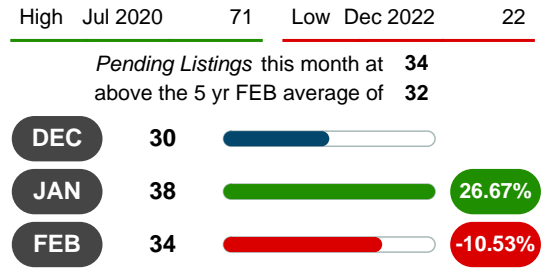 High Jul 2020 71 Low Dec 2022 22
Pending Listings this month at 34
above the 5 yr FEB average of 32
DEC 30
JAN 38 26.67%
FEB 34 -10.53%